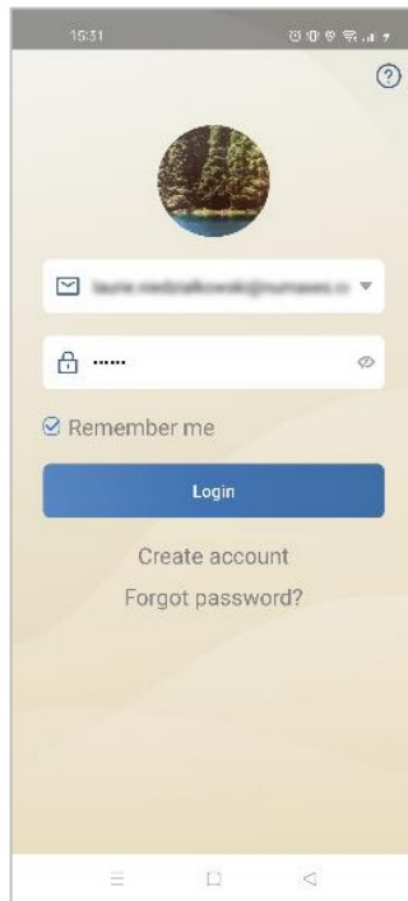 15:31
••••••
Remember me
Login
Create account
Forgot password?